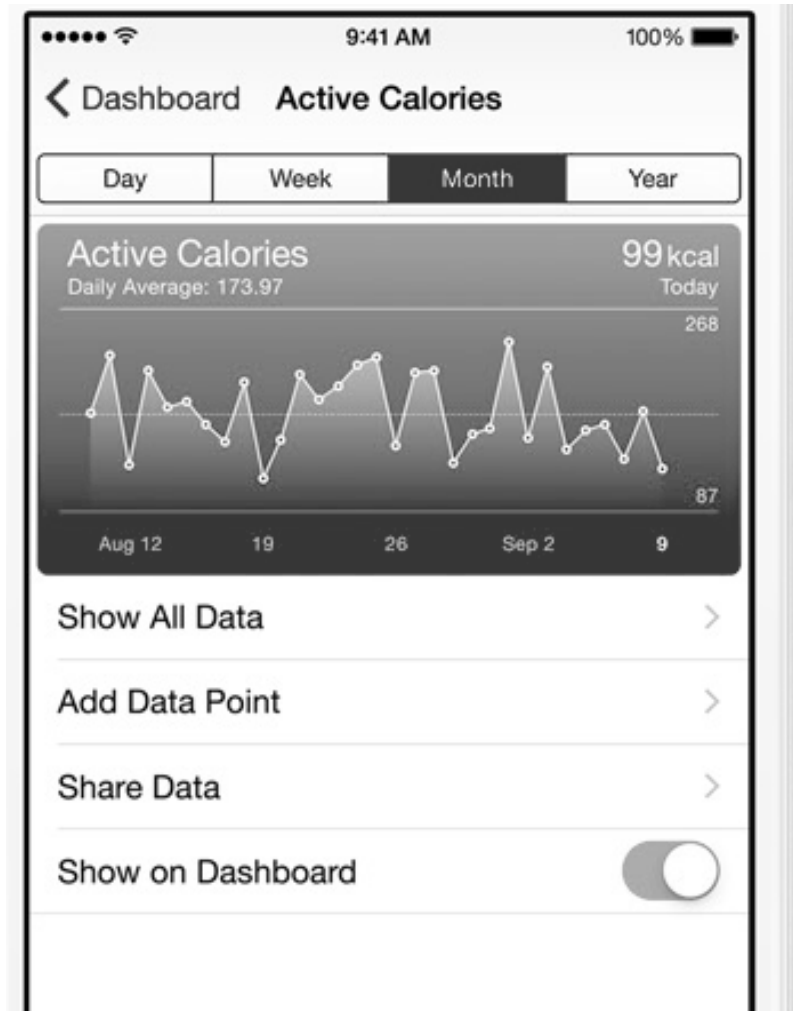 9:41 AM 100%
Dashboard Active Calories
Day Week Month Year
Active Calories 99 kcal
Daily Average: 173.97 Today
268
87
Aug 12 19 26 Sep 2 9
Show All Data
Add Data Point
Share Data
Show on Dashboard